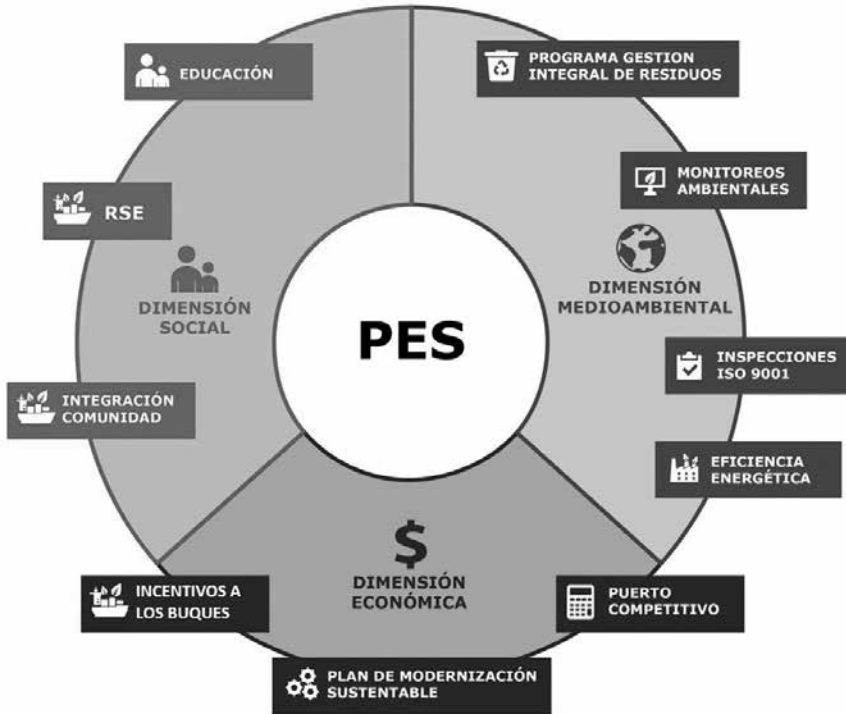 EDUCACIÓN
PROGRAMA GESTION
INTEGRAL DE RESIDUOS
MONITOREOS
AMBIENTALES
RSE
DIMENSIÓN
SOCIAL
DIMENSIÓN
MEDIOAMBIENTAL
PES
INSPECCIONES
ISO 9001
INTEGRACIÓN
COMUNIDAD
EFICIENCIA
ENERGÉTICA
$
DIMENSIÓN
ECONÓMICA
INCENTIVOS A
LOS BUQUES
PUERTO
COMPETITIVO
PLAN DE MODERNIZACIÓN
SUSTENTABLE